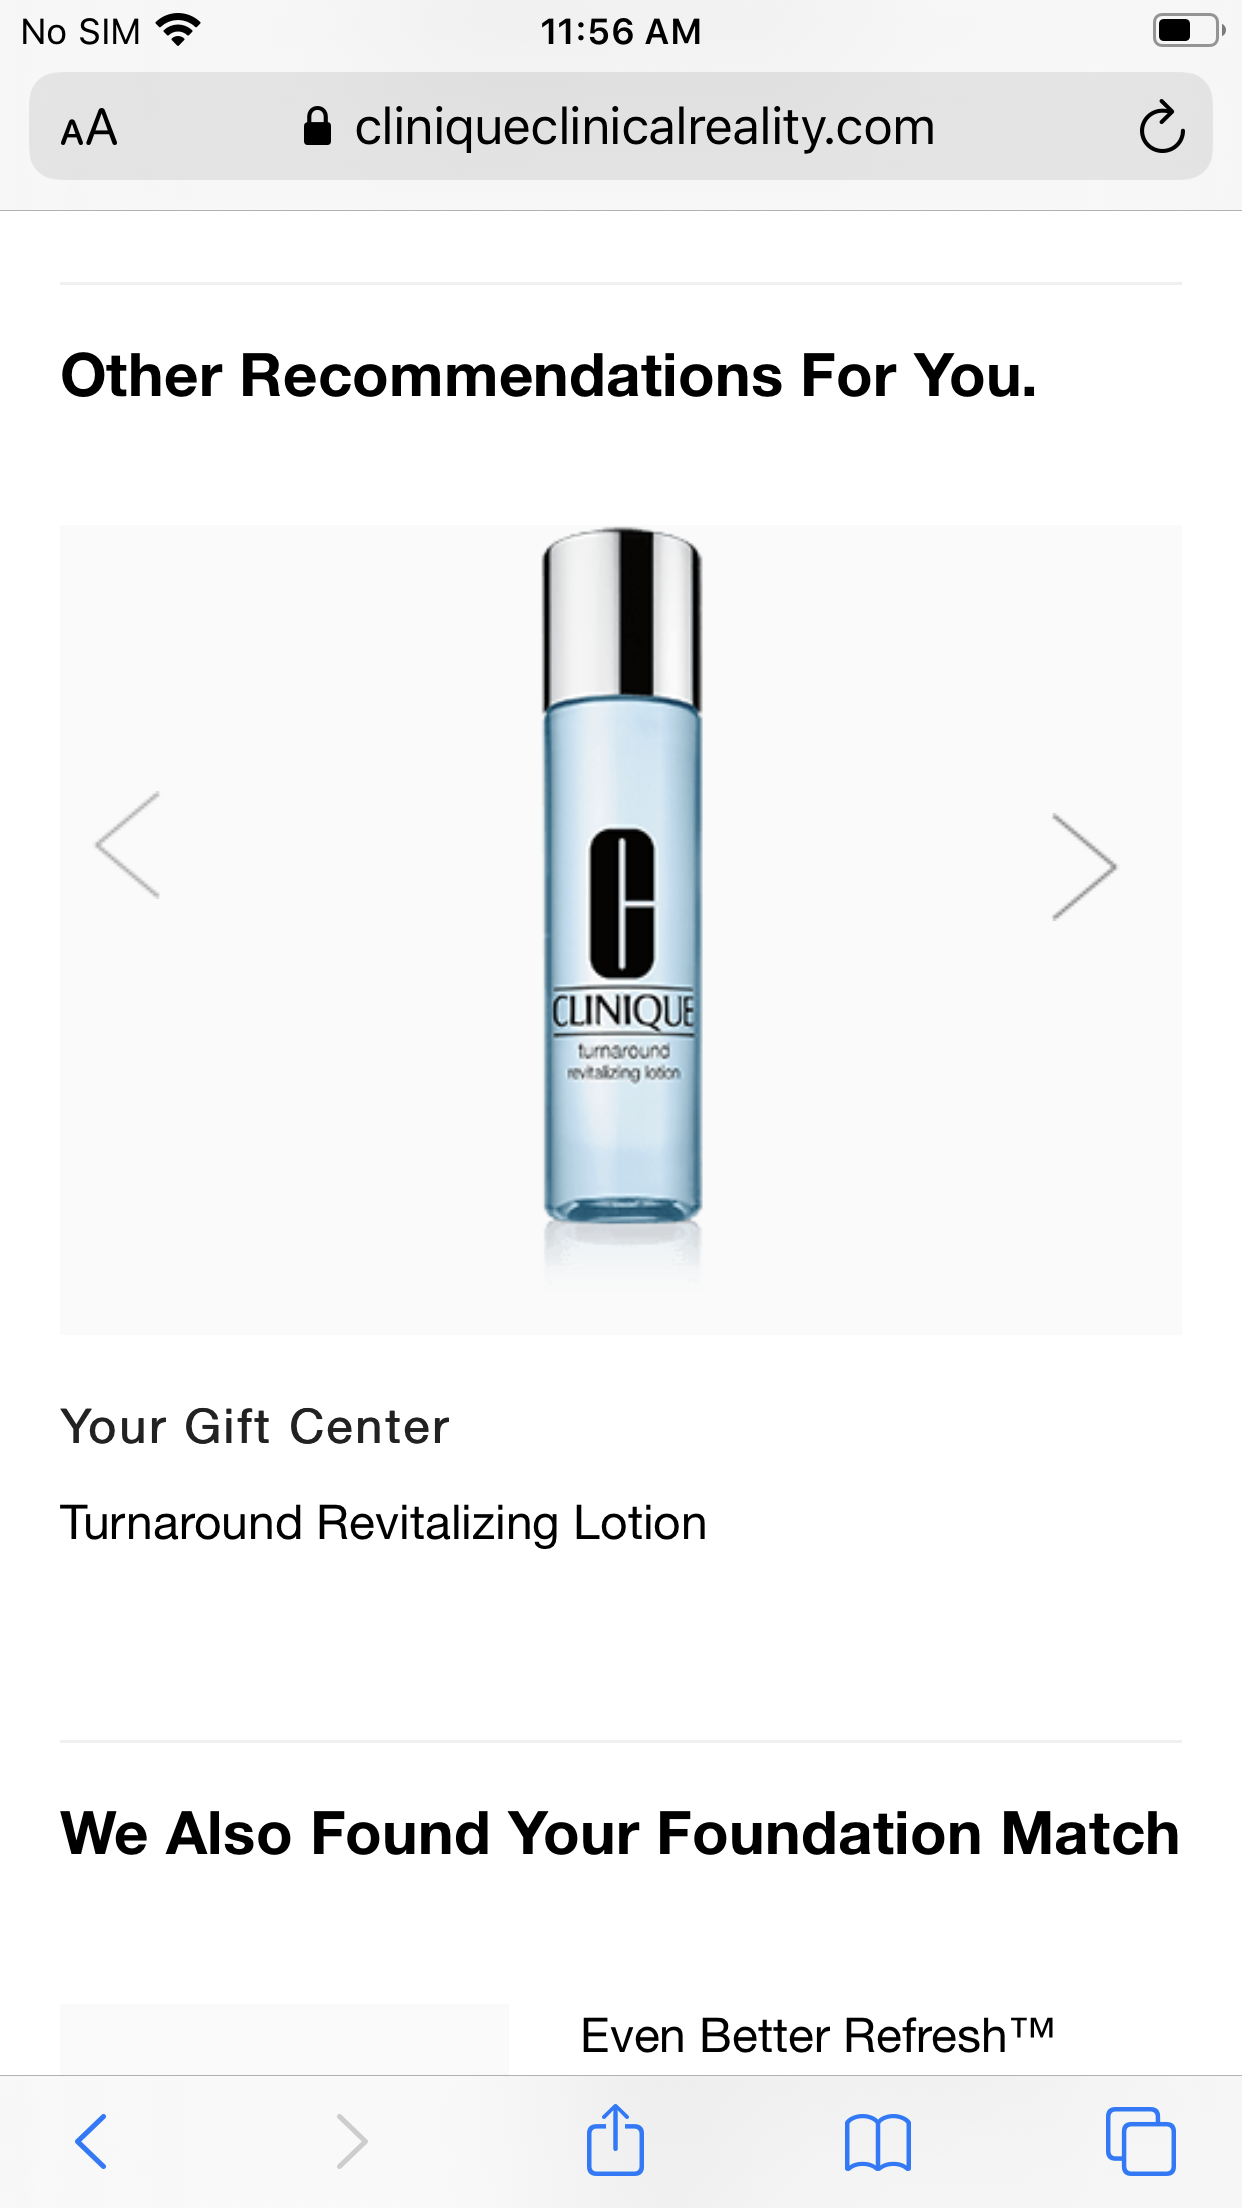 No SIM
11:56 AM
AA
cliniqueclinicalreality.com
Other Recommendations For You.
C
CLINIQUE
turnaround
revitalizing lotion
Your Gift Center
Turnaround Revitalizing Lotion
We Also Found Your Foundation Match
Even Better Refresh™